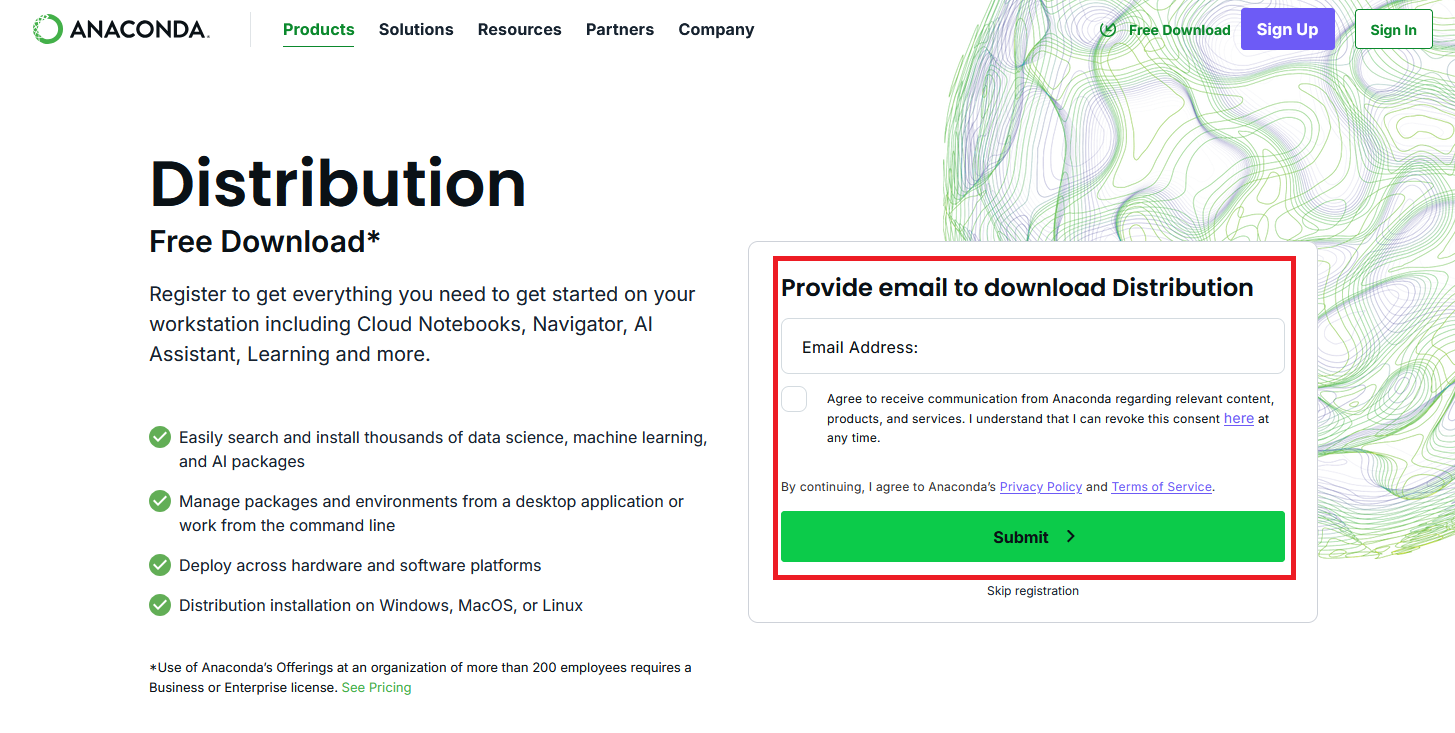 ANACONDA.
Products Solutions Resources Partners Company
Free Download
Sign Up
Sign In
Distribution
Free Download*
Register to get everything you need to get started on your
workstation including Cloud Notebooks, Navigator, AI
Assistant, Learning and more.
Easily search and install thousands of data science, machine learning,
and AI packages
Manage packages and environments from a desktop application or
work from the command line
Deploy across hardware and software platforms
Distribution installation on Windows, MacOS, or Linux
*Use of Anaconda's Offerings at an organization of more than 200 employees requires a
Business or Enterprise license. See Pricing
Provide email to download Distribution
Email Address:
Agree to receive communication from Anaconda regarding relevant content,
products, and services. I understand that I can revoke this consent here at
any time.
By continuing, I agree to Anaconda's Privacy Policy and Terms of Service.
Submit
Skip registration